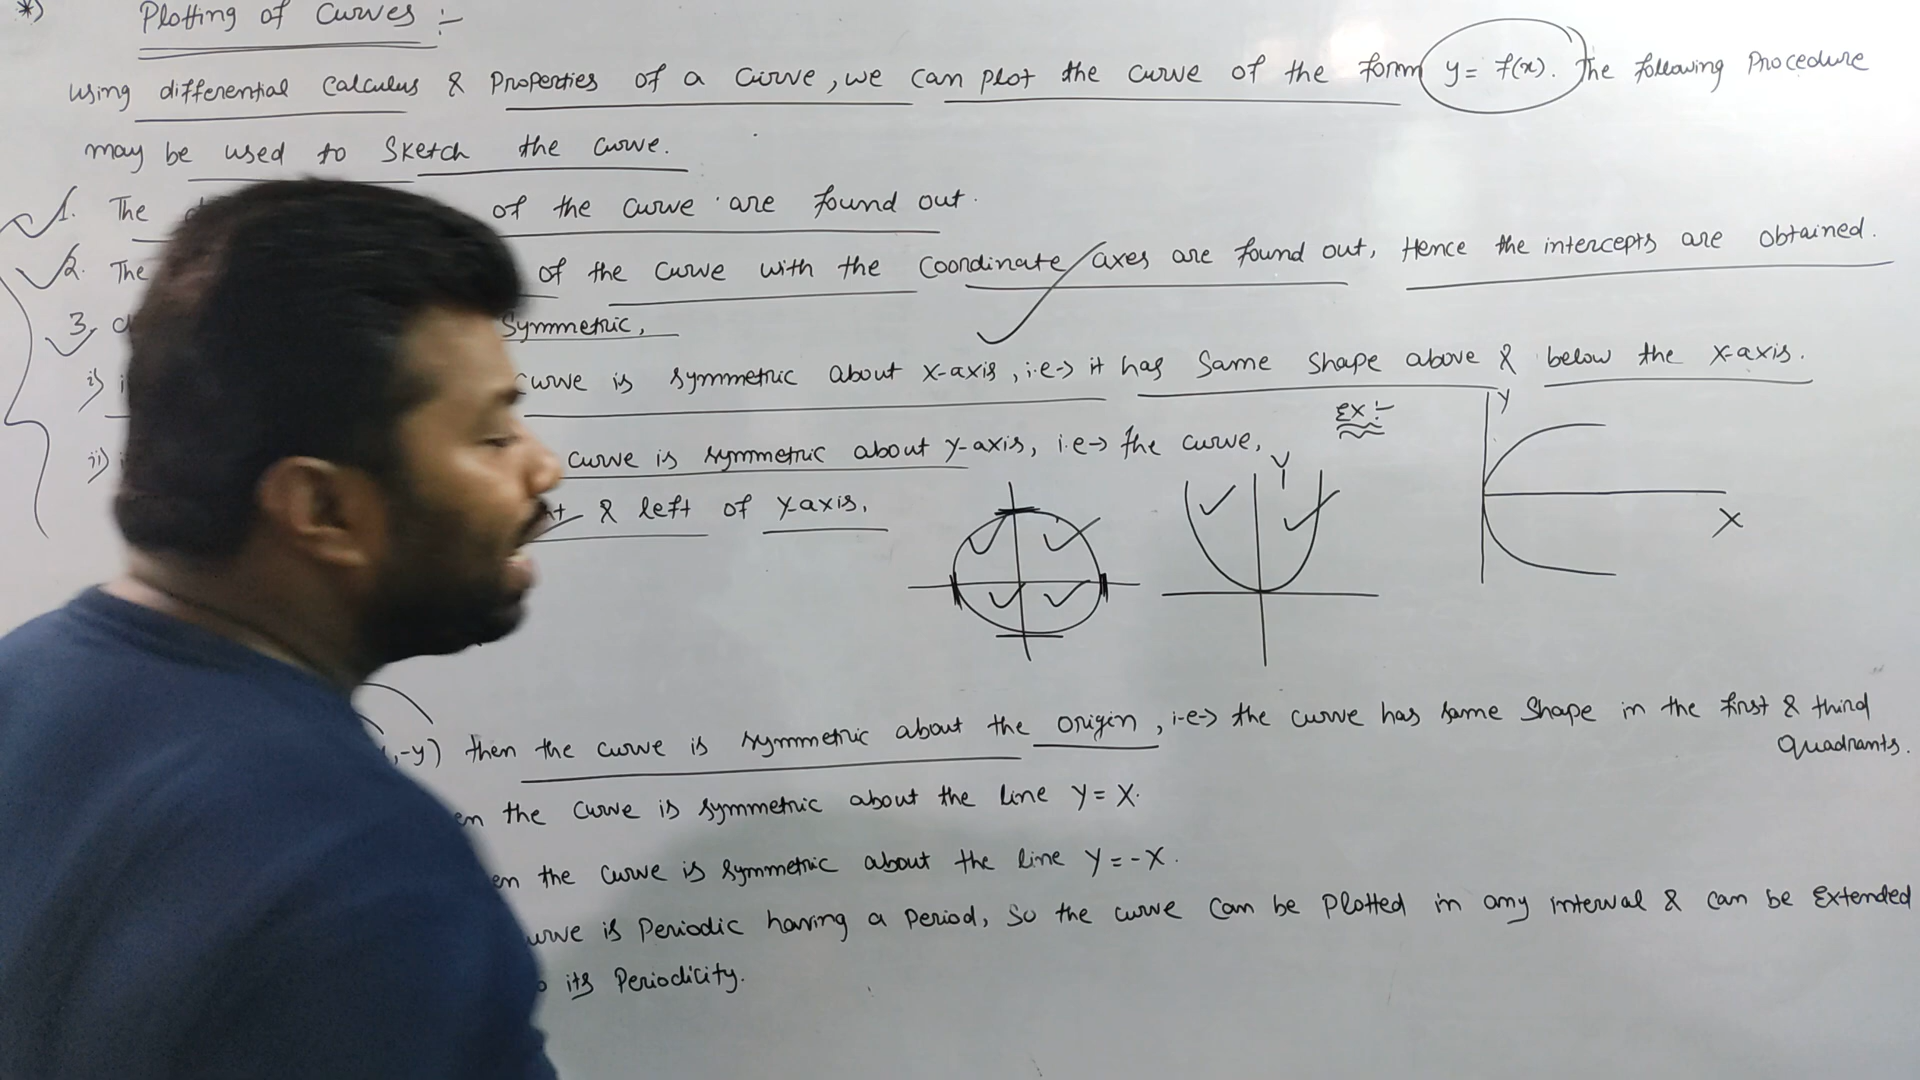 *)
Plotting of Curves :-
Using differential Calculus & Properties of a curve, we can plot the curve of the form y = f(x). The following Procedure
may be used to Sketch the curve.
1. The of the curve are found out.
2. The of the curve with the Coordinate axes are found out, Hence the intercepts are obtained.
3, Symmetric,
i) curve is symmetric about X-axis, i.e-> it has same shape above & below the X-axis.
Ex:-
ii) curve is symmetric about y-axis, i.e-> the curve,
& left of y-axis.
Y
Y
X
,-y) then the curve is symmetric about the origin, i-e-> the curve has same shape in the first & third
Quadrants.
the curve is symmetric about the line Y = X.
the curve is symmetric about the line Y = -X.
is Periodic having a Period, So the curve can be Plotted in any interval & can be Extended
its Periodicity.